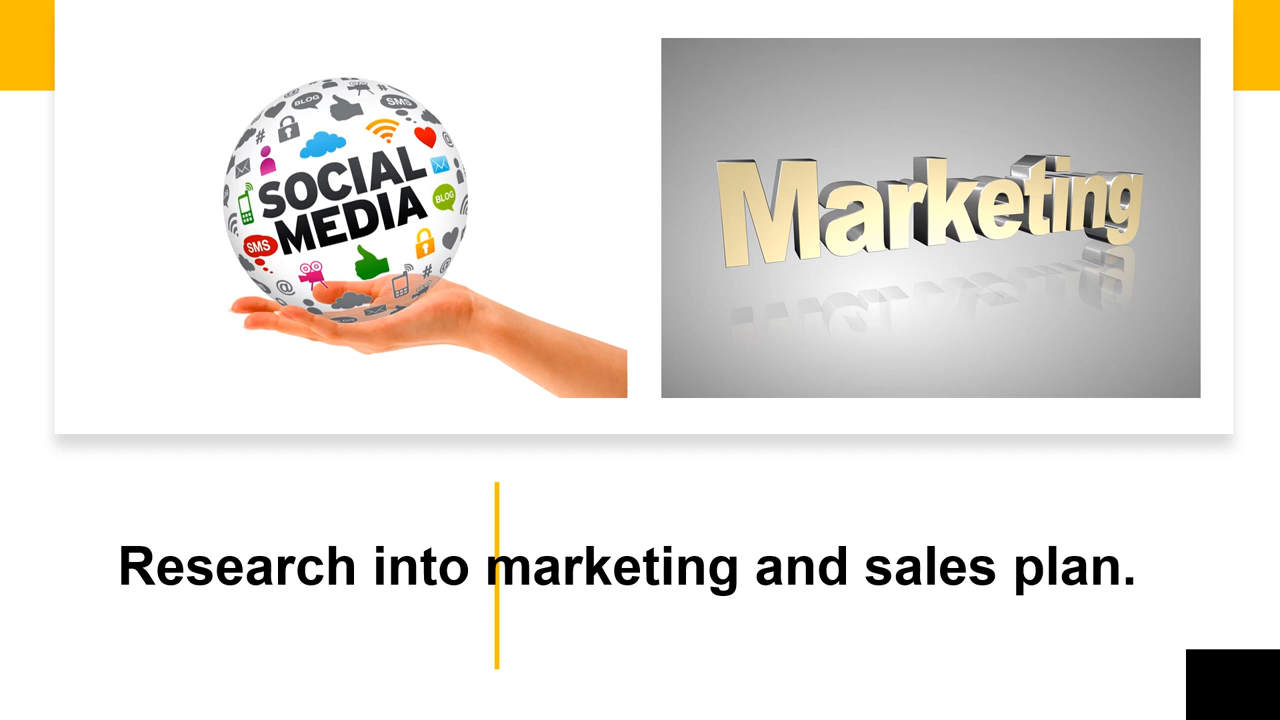 BLOG
SMS
SOCIAL
MEDIA
BLOG
SMS
Marketing
Research into marketing and sales plan.